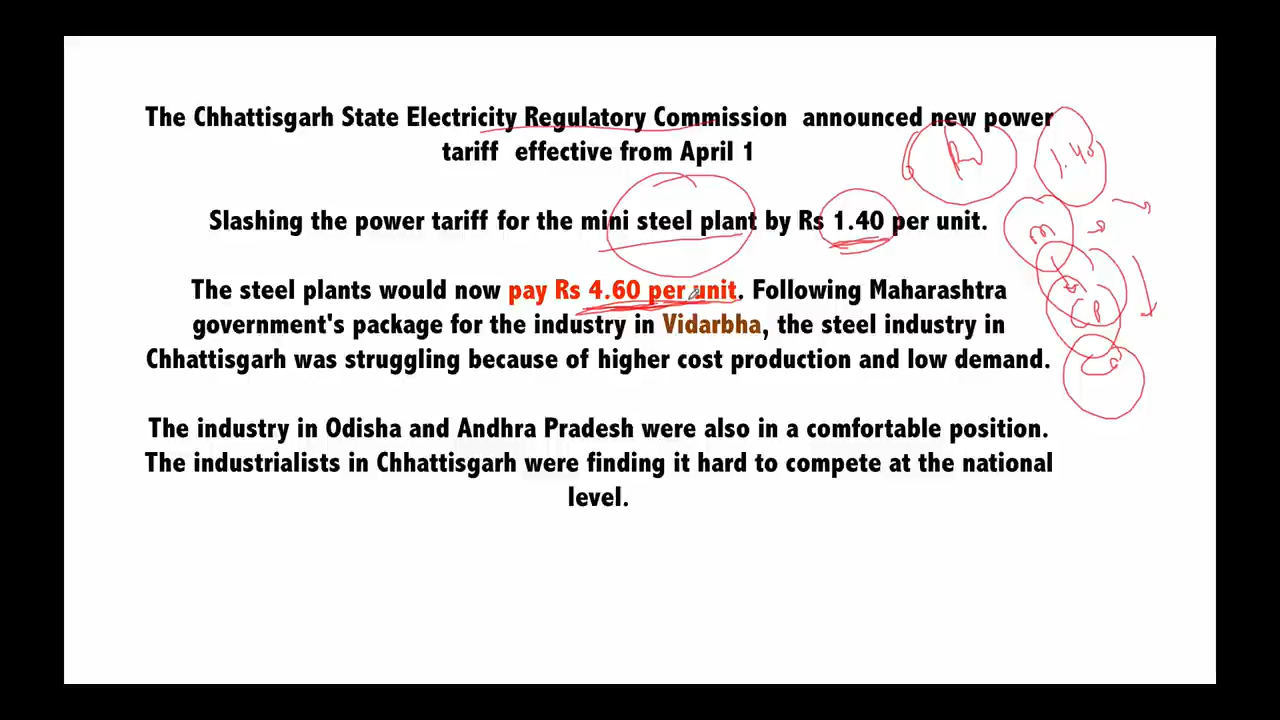 The Chhattisgarh State Electricity Regulatory Commission announced new power
tariff effective from April 1
Slashing the power tariff for the mini steel plant by Rs 1.40 per unit.
The steel plants would now pay Rs 4.60 per unit. Following Maharashtra
government's package for the industry in Vidarbha, the steel industry in
Chhattisgarh was struggling because of higher cost production and low demand.
The industry in Odisha and Andhra Pradesh were also in a comfortable position.
The industrialists in Chhattisgarh were finding it hard to compete at the national
level.
1.40
m